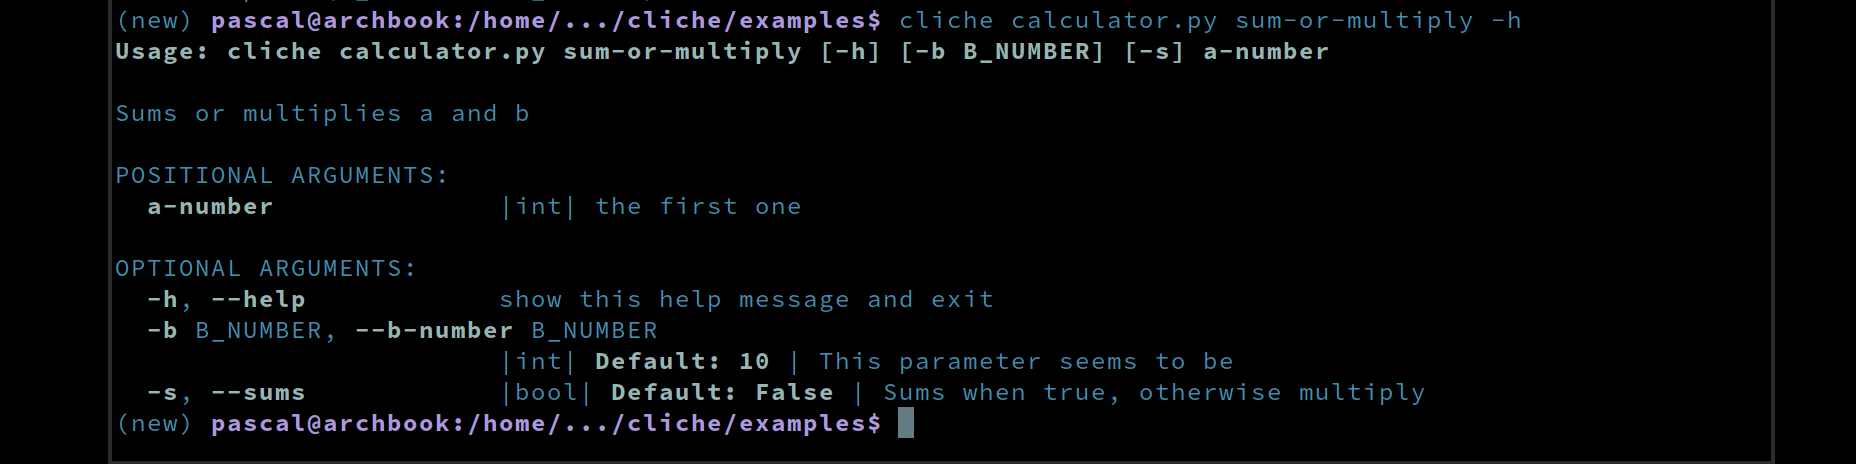 (new) pascal@archbook:/home/.../cliche/examples$ cliche calculator.py sum-or-multiply -h
Usage: cliche calculator.py sum-or-multiply [-h] [-b B_NUMBER] [-s] a-number
Sums or multiplies a and b
POSITIONAL ARGUMENTS:
  a-number              |int| the first one
OPTIONAL ARGUMENTS:
  -h, --help            show this help message and exit
  -b B_NUMBER, --b-number B_NUMBER
                        |int| Default: 10 | This parameter seems to be
  -s, --sums            |bool| Default: False | Sums when true, otherwise multiply
(new) pascal@archbook:/home/.../cliche/examples$